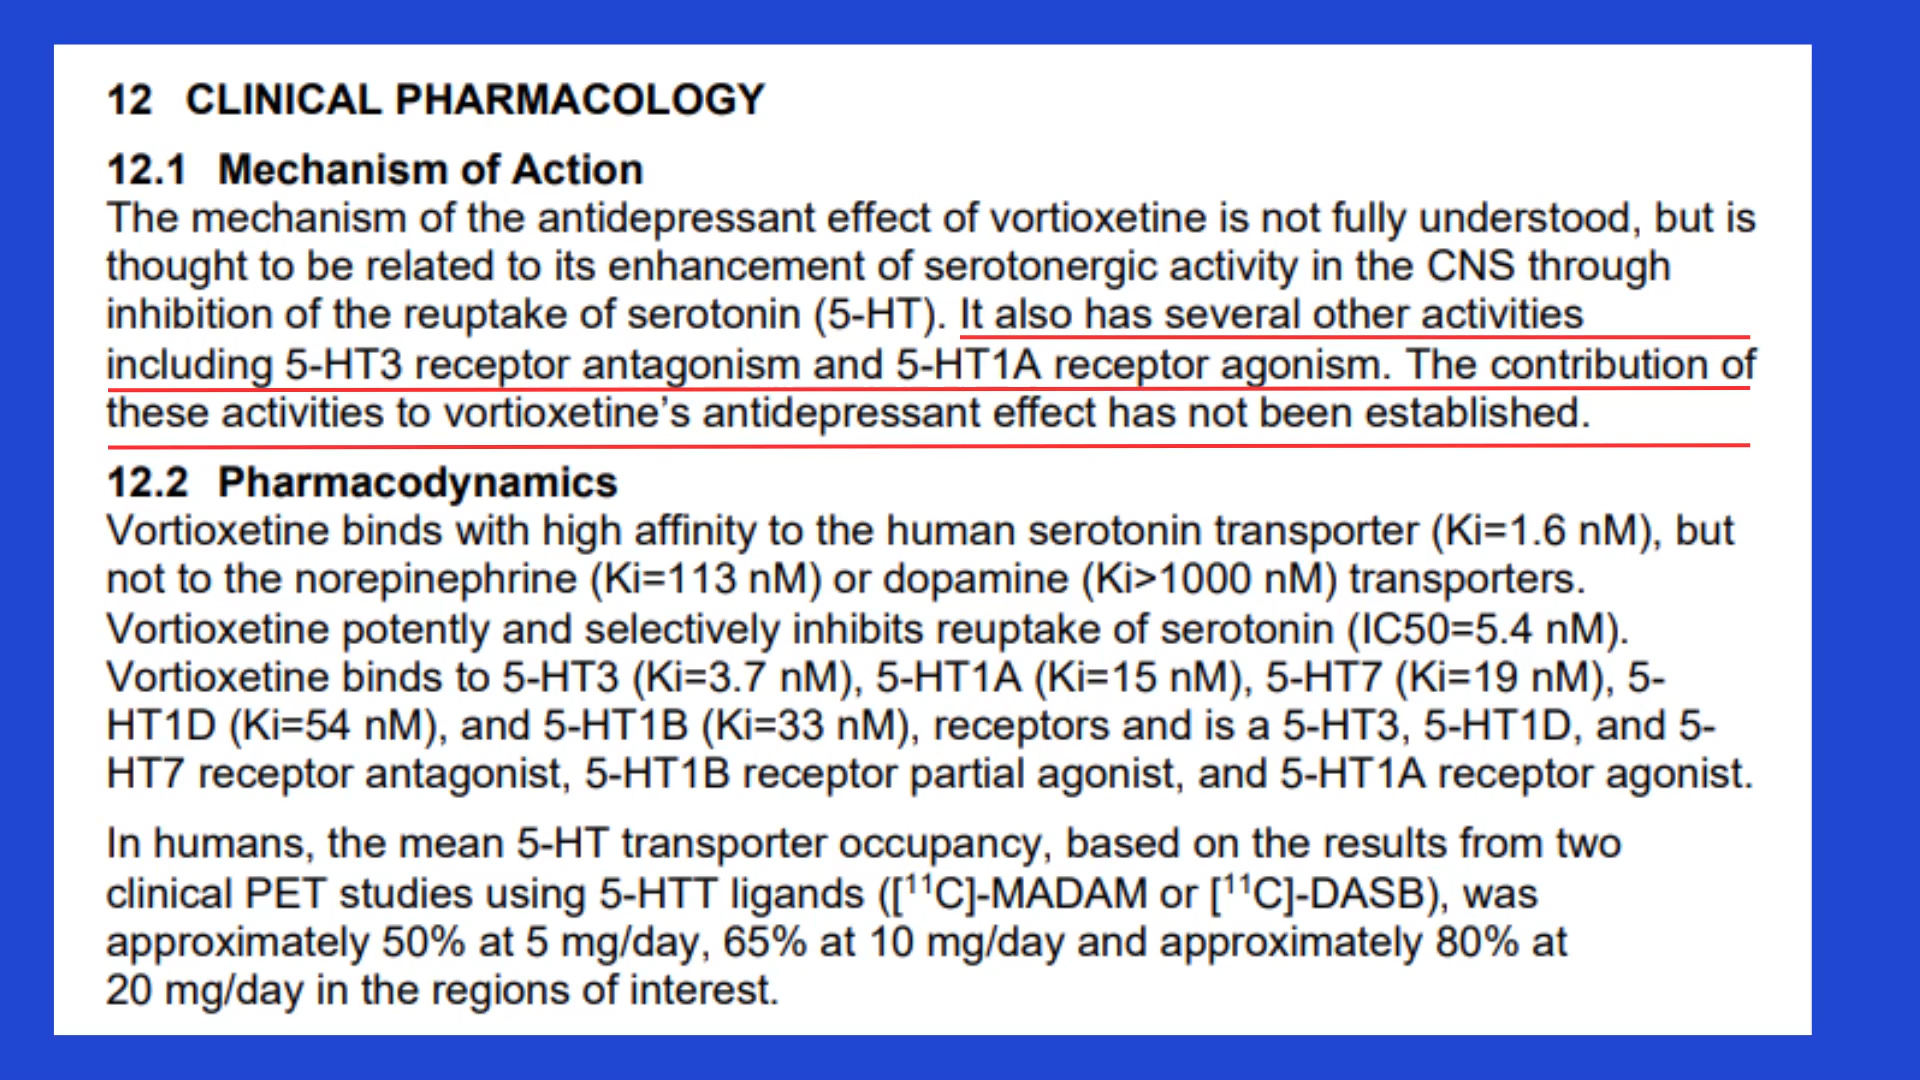 12 CLINICAL PHARMACOLOGY
12.1 Mechanism of Action
The mechanism of the antidepressant effect of vortioxetine is not fully understood, but is
thought to be related to its enhancement of serotonergic activity in the CNS through
inhibition of the reuptake of serotonin (5-HT). It also has several other activities
including 5-HT3 receptor antagonism and 5-HT1A receptor agonism. The contribution of
these activities to vortioxetine’s antidepressant effect has not been established.
12.2 Pharmacodynamics
Vortioxetine binds with high affinity to the human serotonin transporter (Ki=1.6 nM), but
not to the norepinephrine (Ki=113 nM) or dopamine (Ki>1000 nM) transporters.
Vortioxetine potently and selectively inhibits reuptake of serotonin (IC50=5.4 nM).
Vortioxetine binds to 5-HT3 (Ki=3.7 nM), 5-HT1A (Ki=15 nM), 5-HT7 (Ki=19 nM), 5-
HT1D (Ki=54 nM), and 5-HT1B (Ki=33 nM), receptors and is a 5-HT3, 5-HT1D, and 5-
HT7 receptor antagonist, 5-HT1B receptor partial agonist, and 5-HT1A receptor agonist.
In humans, the mean 5-HT transporter occupancy, based on the results from two
clinical PET studies using 5-HTT ligands ([¹¹C]-MADAM or [¹¹C]-DASB), was
approximately 50% at 5 mg/day, 65% at 10 mg/day and approximately 80% at
20 mg/day in the regions of interest.